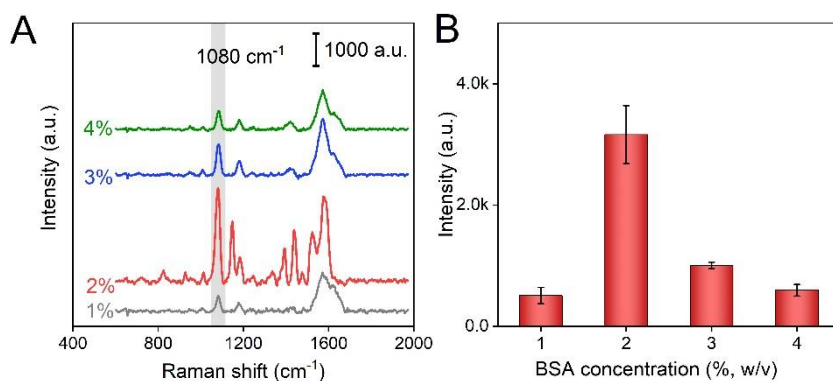 A
1080 cm⁻¹
1000 a.u.
4%
3%
2%
1%
Intensity (a.u.)
400
800
1200
1600
2000
Raman shift (cm⁻¹)
B
4.0k
2.0k
0.0
Intensity (a.u.)
1
2
3
4
BSA concentration (%, w/v)